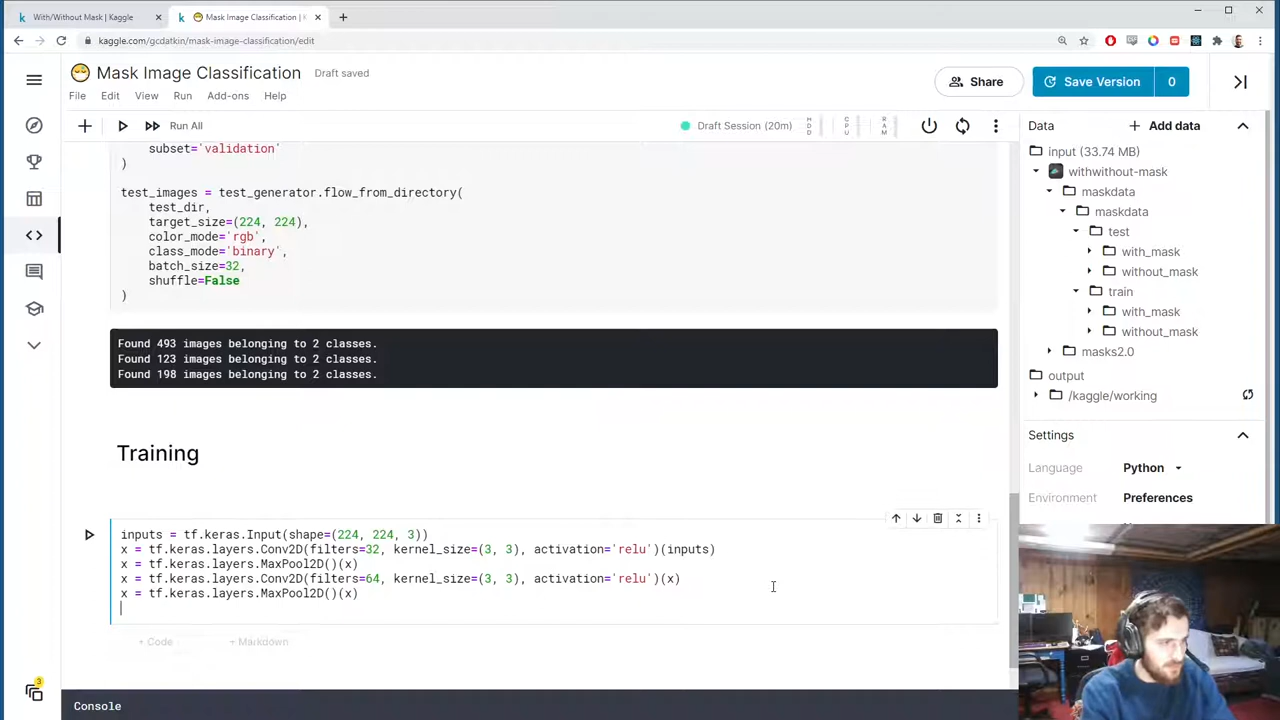 With/Without Mask | Kaggle
Mask Image Classification | K
kaggle.com/gcdatkin/mask-image-classification/edit
Mask Image Classification
Draft saved
Share
Save Version
0
File Edit View Run Add-ons Help
Run All
Draft Session (20m)
HDD
CPU
RAM
Data
Add data
input (33.74 MB)
withwithout-mask
maskdata
maskdata
test
with_mask
without_mask
train
with_mask
without_mask
masks2.0
output
/kaggle/working
Settings
Language
Python
Environment
Preferences
subset='validation'
)
test_images = test_generator.flow_from_directory(
test_dir,
target_size=(224, 224),
color_mode='rgb',
class_mode='binary',
batch_size=32,
shuffle=False
)
Found 493 images belonging to 2 classes.
Found 123 images belonging to 2 classes.
Found 198 images belonging to 2 classes.
Training
inputs = tf.keras.Input(shape=(224, 224, 3))
x = tf.keras.layers.Conv2D(filters=32, kernel_size=(3, 3), activation='relu')(inputs)
x = tf.keras.layers.MaxPool2D()(x)
x = tf.keras.layers.Conv2D(filters=64, kernel_size=(3, 3), activation='relu')(x)
x = tf.keras.layers.MaxPool2D()(x)
+ Code
+ Markdown
3
Console